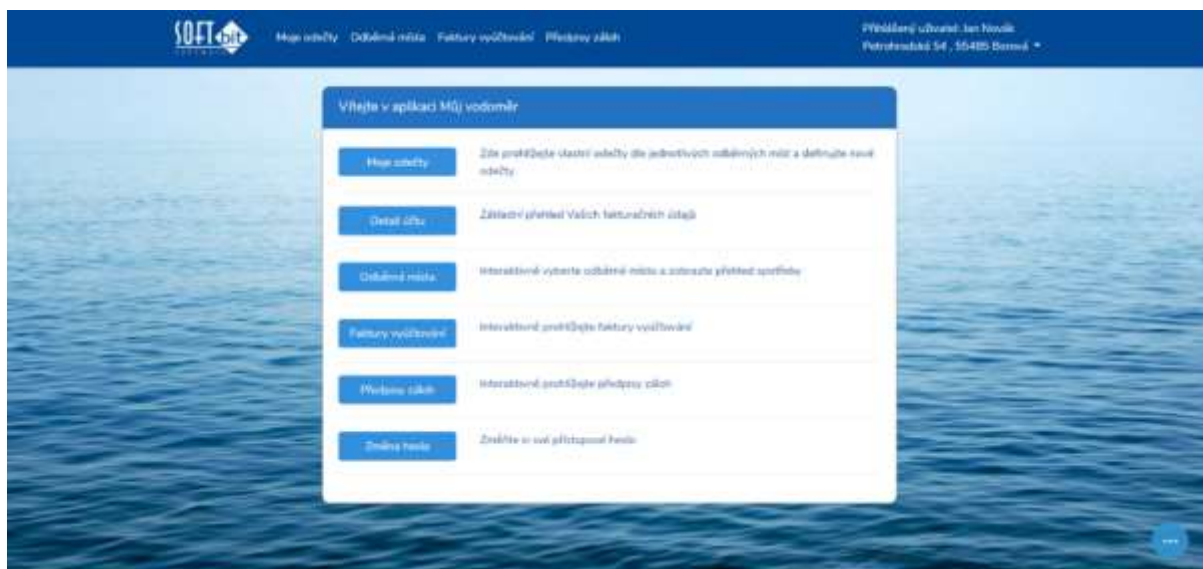 SOFT bit
Moje odečty Odběrná místa Faktury vyúčtování Předpisy záloh
Přihlášený uživatel: Jan Novák
Petrohradská 54 , 55485 Borová
Vítejte v aplikaci Můj vodoměr
Moje odečty
Zde prohlížejte vlastní odečty dle jednotlivých odběrných míst a definujte nové
odečty
Detail účtu
Základní přehled Vašich fakturačních údajů
Odběrná místa
Interaktivně vyberte odběrné místo a zobrazte přehled spotřeby
Faktury vyúčtování
Interaktivně prohlížejte faktury vyúčtování
Předpisy záloh
Interaktivně prohlížejte předpisy záloh
Změna hesla
Změňte si své přístupové heslo